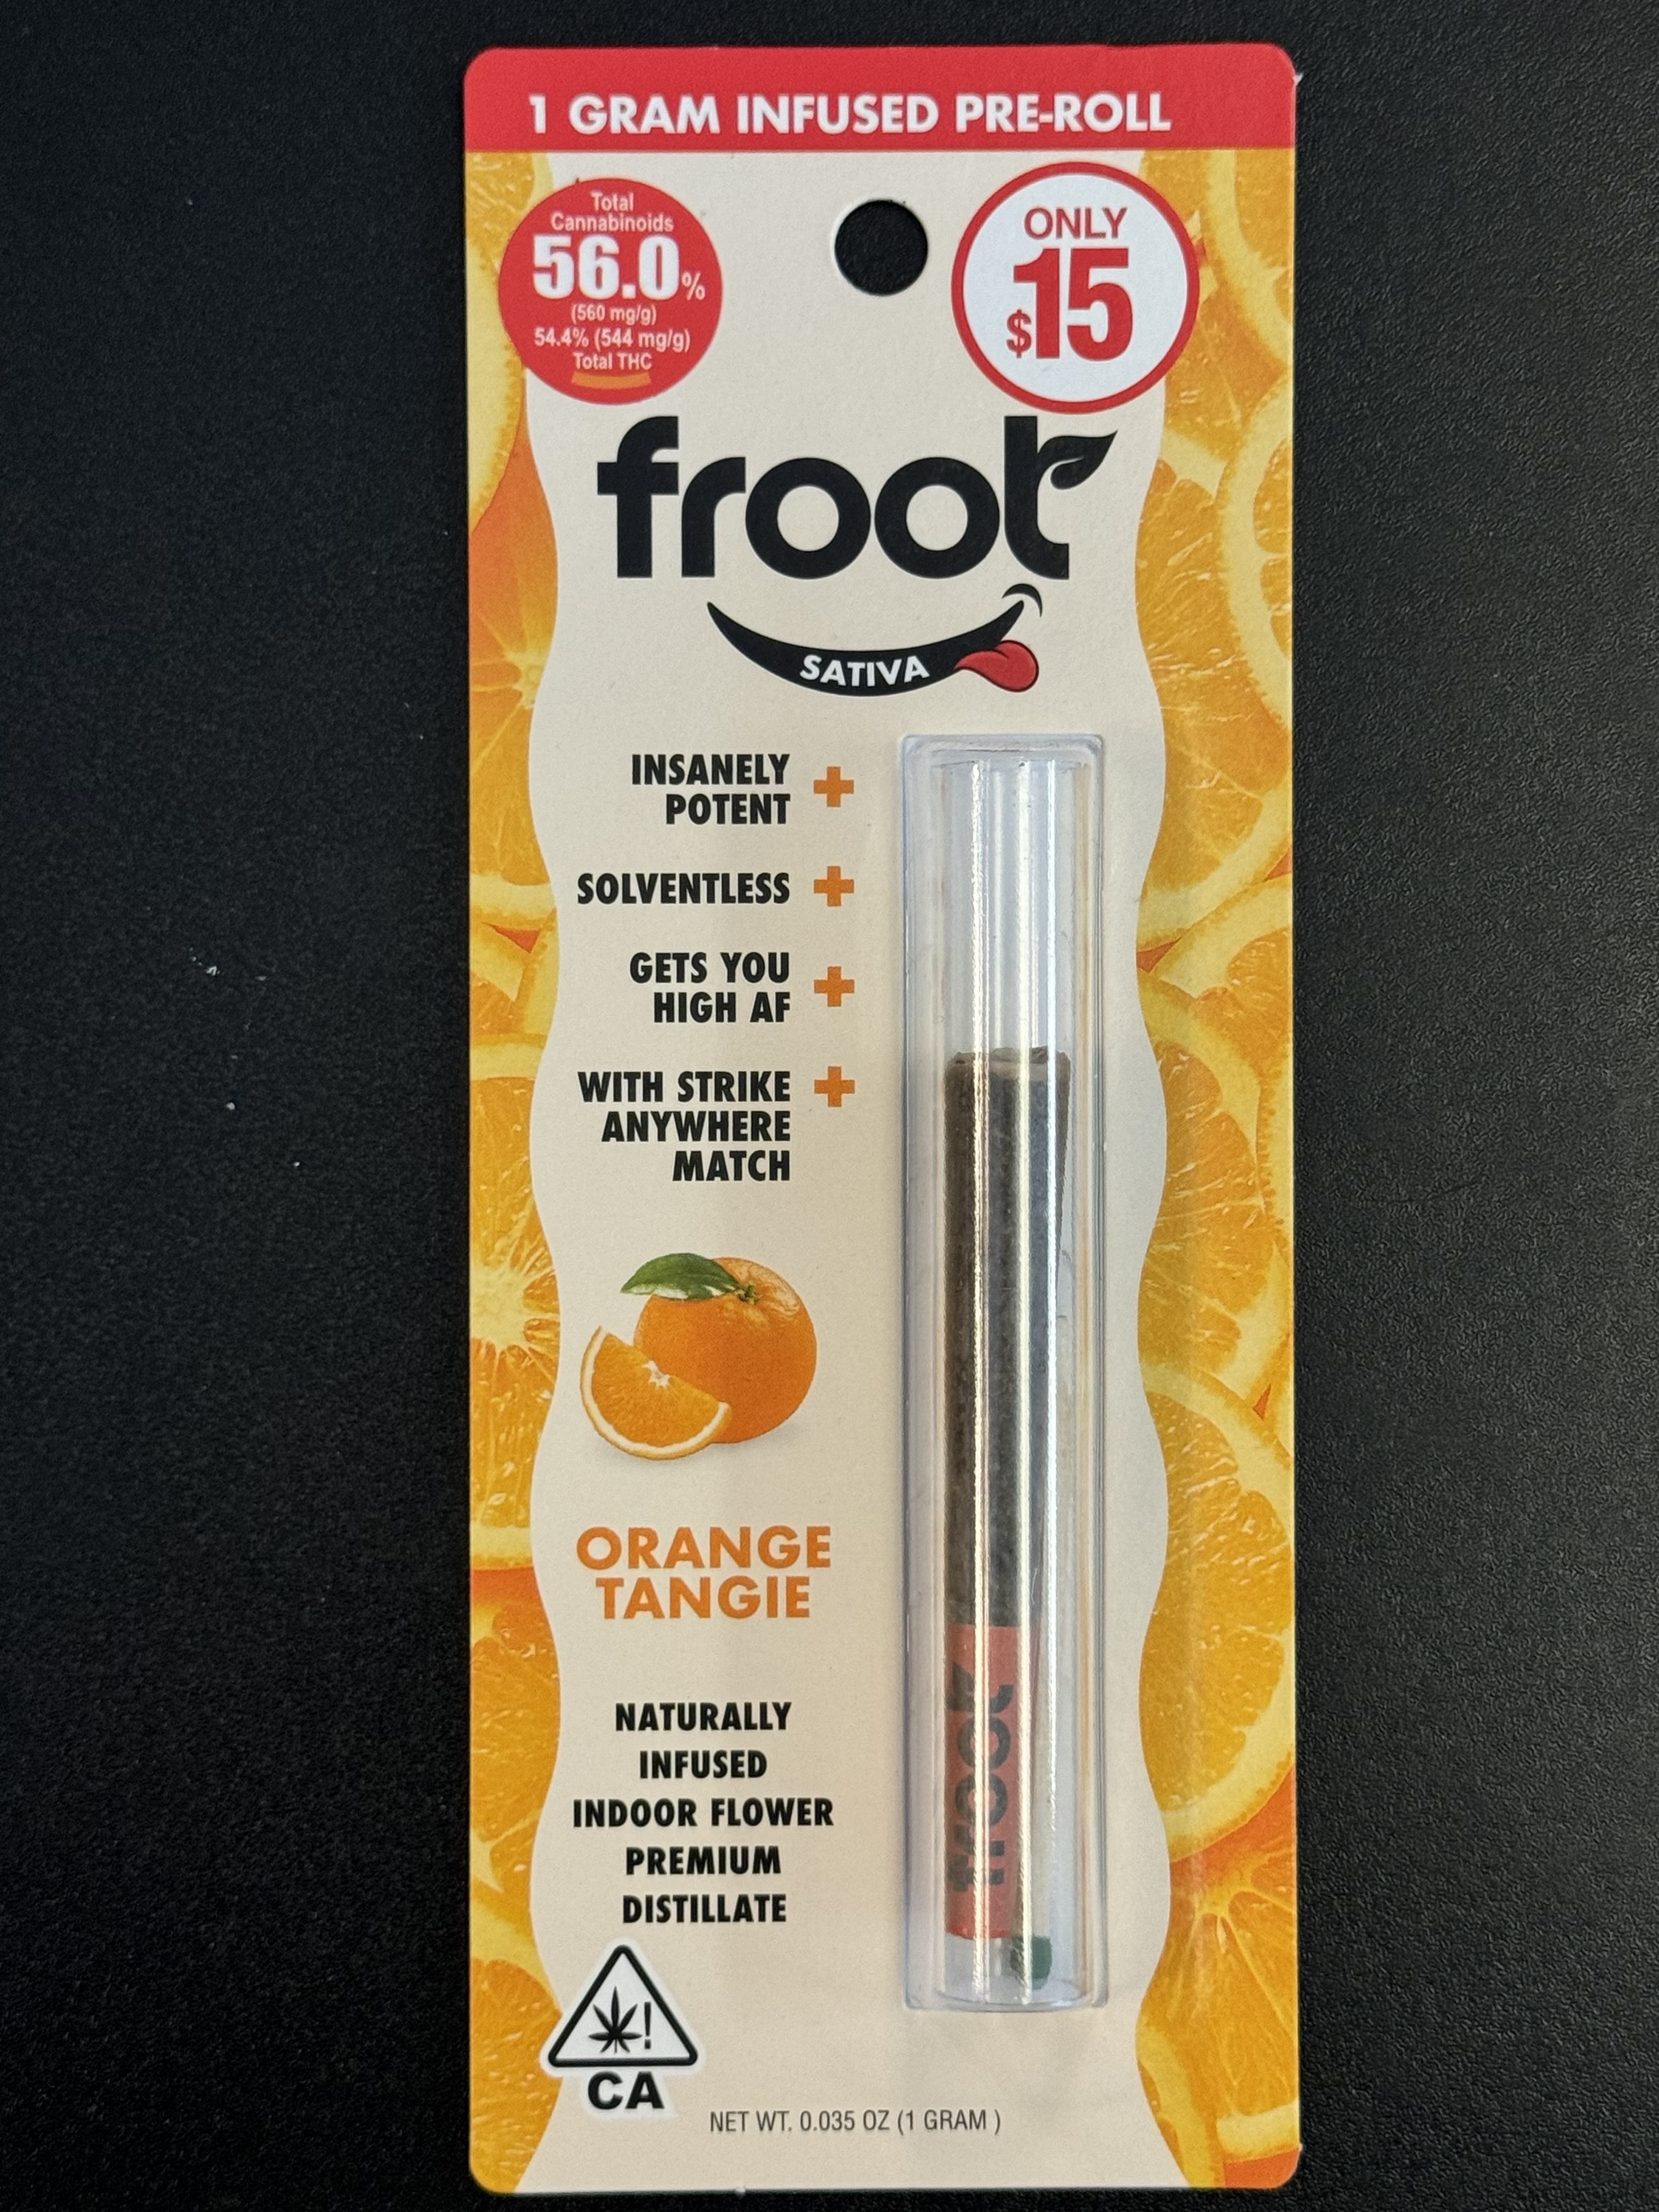 1 GRAM INFUSED PRE-ROLL
Total
Cannabinoids
56.0%
(560 mg/g)
54.4% (544 mg/g)
Total THC
ONLY
$15
froot
SATIVA
INSANELY
POTENT
SOLVENTLESS
GETS YOU
HIGH AF
WITH STRIKE
ANYWHERE
MATCH
ORANGE
TANGIE
NATURALLY
INFUSED
INDOOR FLOWER
PREMIUM
DISTILLATE
froot
!
CA
NET WT. 0.035 OZ (1 GRAM )